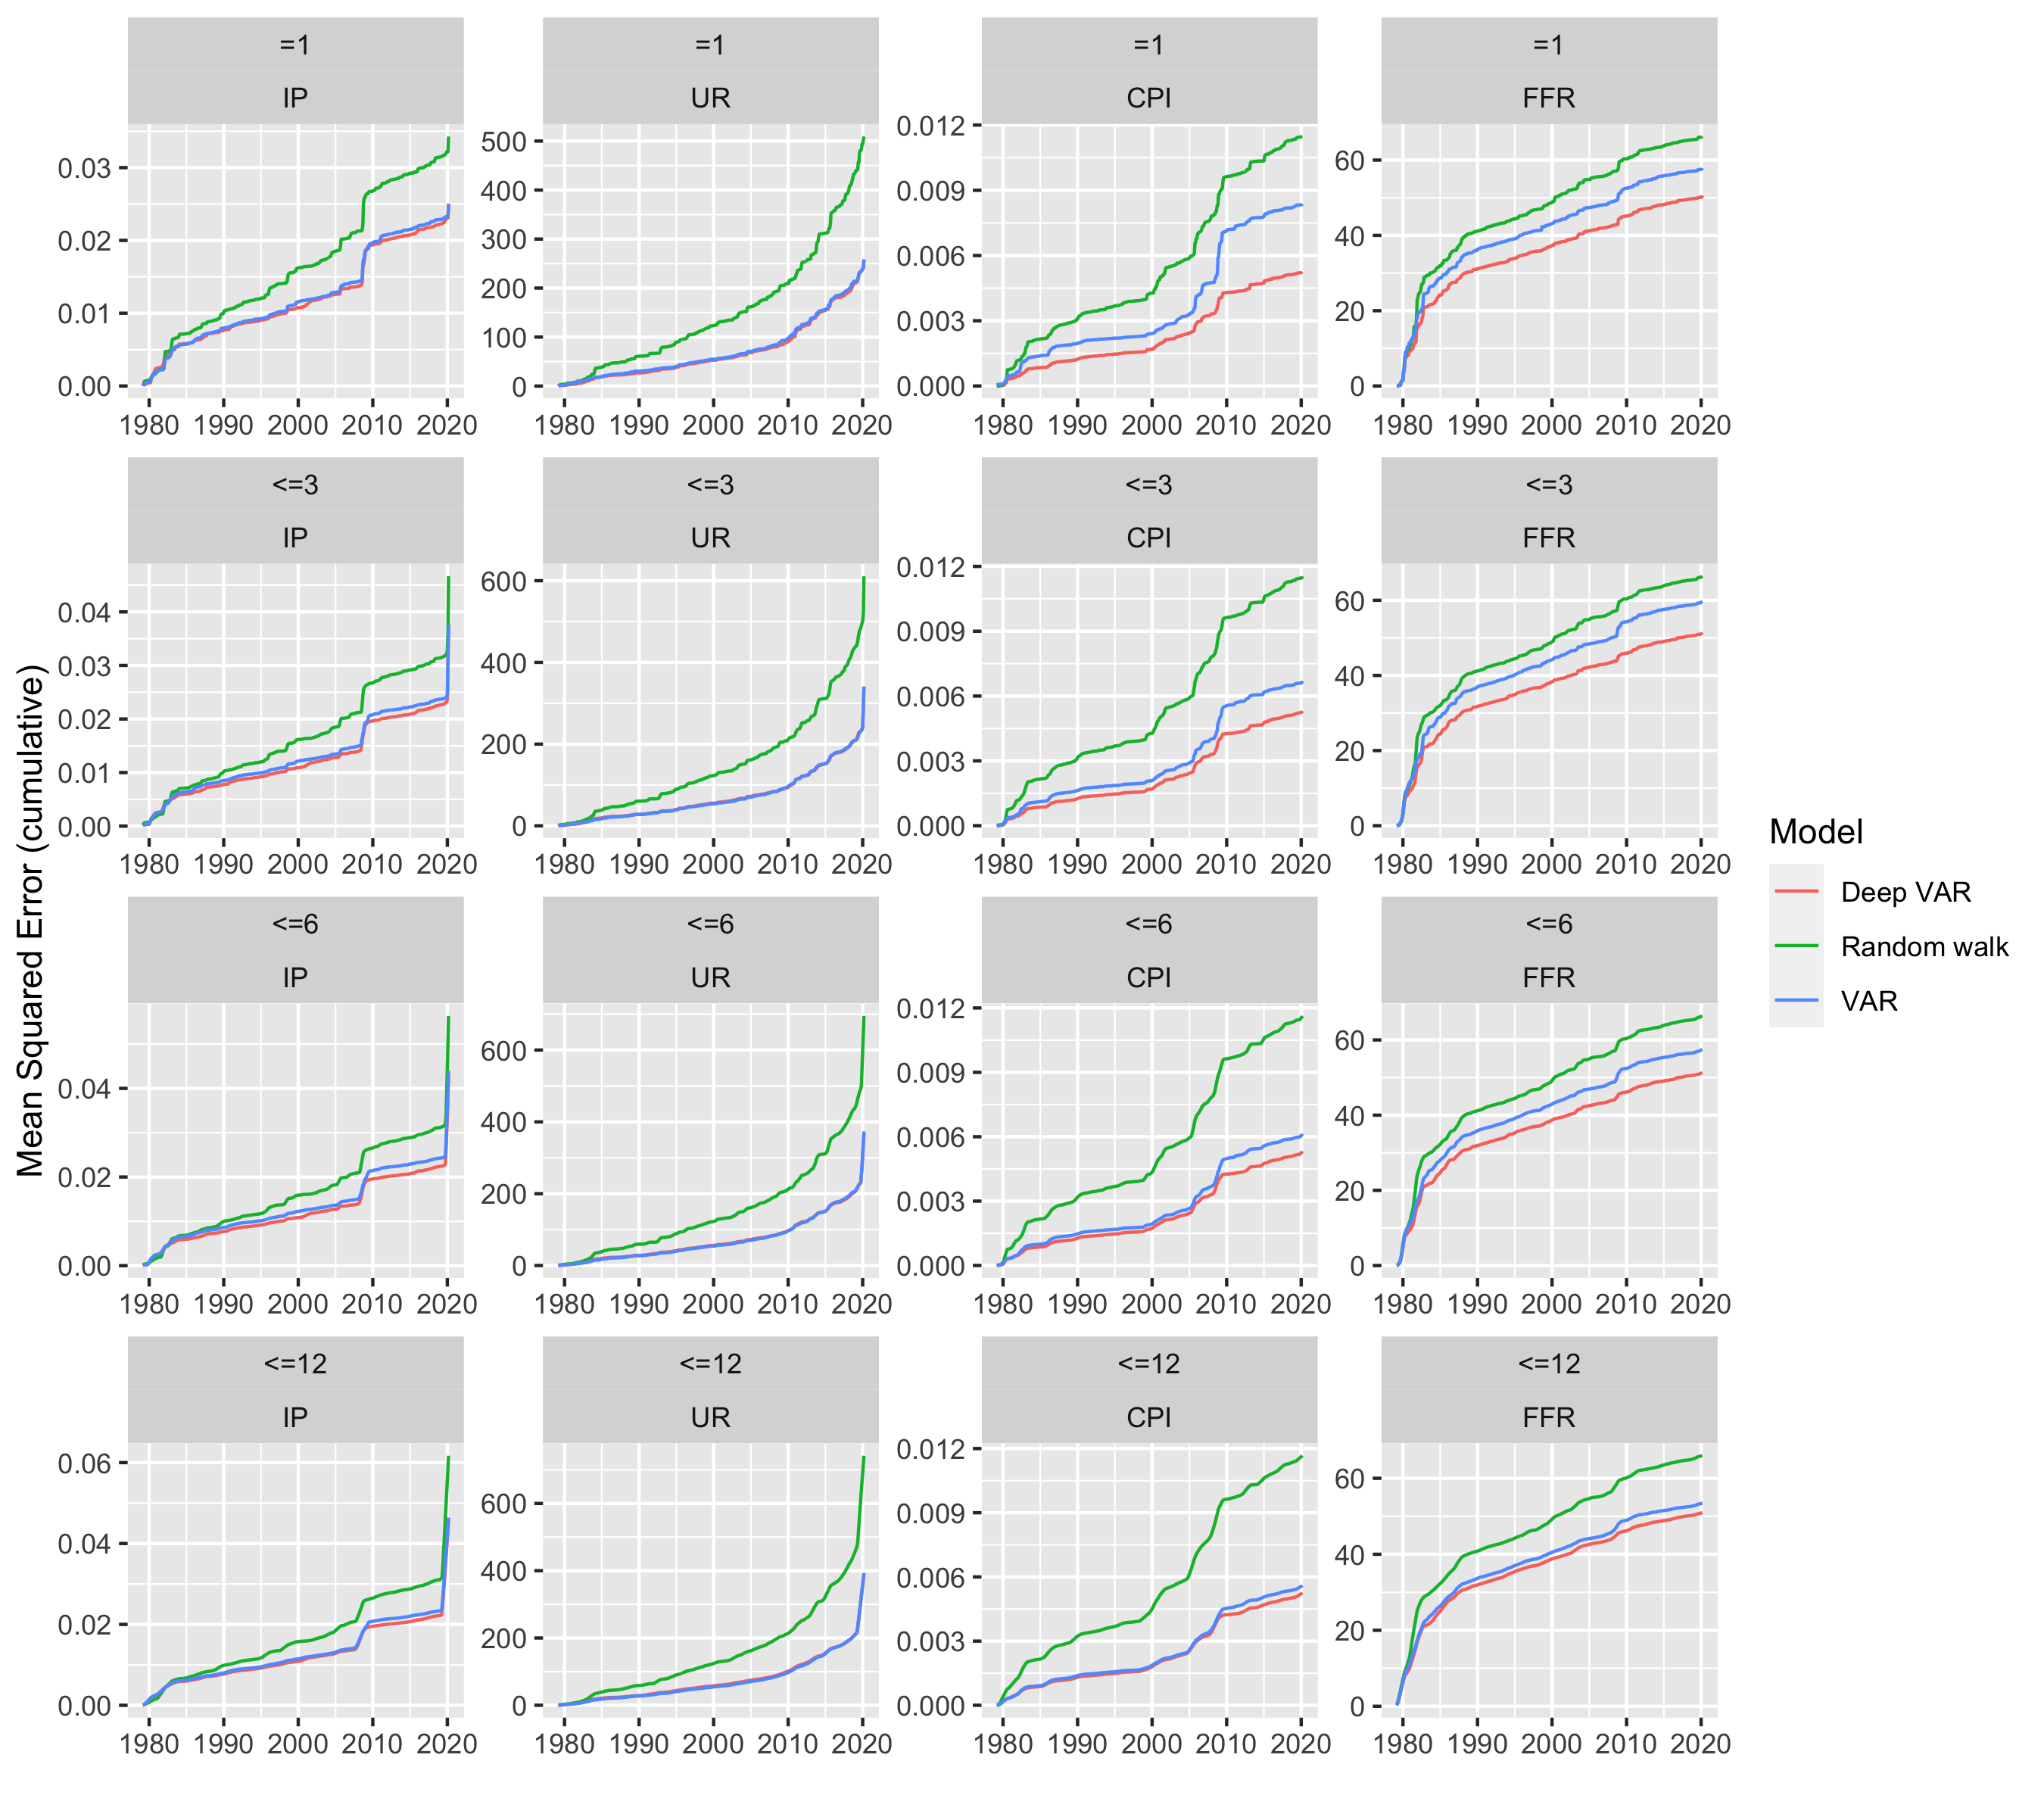 =1 =1 =1 =1
IP UR CPI FFR
0.03
0.02
0.01
0.00
500
400
300
200
100
0
0.012
0.009
0.006
0.003
0.000
60
40
20
0
1980 1990 2000 2010 2020
1980 1990 2000 2010 2020
1980 1990 2000 2010 2020
1980 1990 2000 2010 2020
<=3 <=3 <=3 <=3
IP UR CPI FFR
0.04
0.03
0.02
0.01
0.00
600
400
200
0
0.012
0.009
0.006
0.003
0.000
60
40
20
0
1980 1990 2000 2010 2020
1980 1990 2000 2010 2020
1980 1990 2000 2010 2020
1980 1990 2000 2010 2020
<=6 <=6 <=6 <=6
IP UR CPI FFR
0.04
0.02
0.00
600
400
200
0
0.012
0.009
0.006
0.003
0.000
60
40
20
0
1980 1990 2000 2010 2020
1980 1990 2000 2010 2020
1980 1990 2000 2010 2020
1980 1990 2000 2010 2020
<=12 <=12 <=12 <=12
IP UR CPI FFR
0.06
0.04
0.02
0.00
600
400
200
0
0.012
0.009
0.006
0.003
0.000
60
40
20
0
1980 1990 2000 2010 2020
1980 1990 2000 2010 2020
1980 1990 2000 2010 2020
1980 1990 2000 2010 2020
Mean Squared Error (cumulative)
Model
Deep VAR
Random walk
VAR